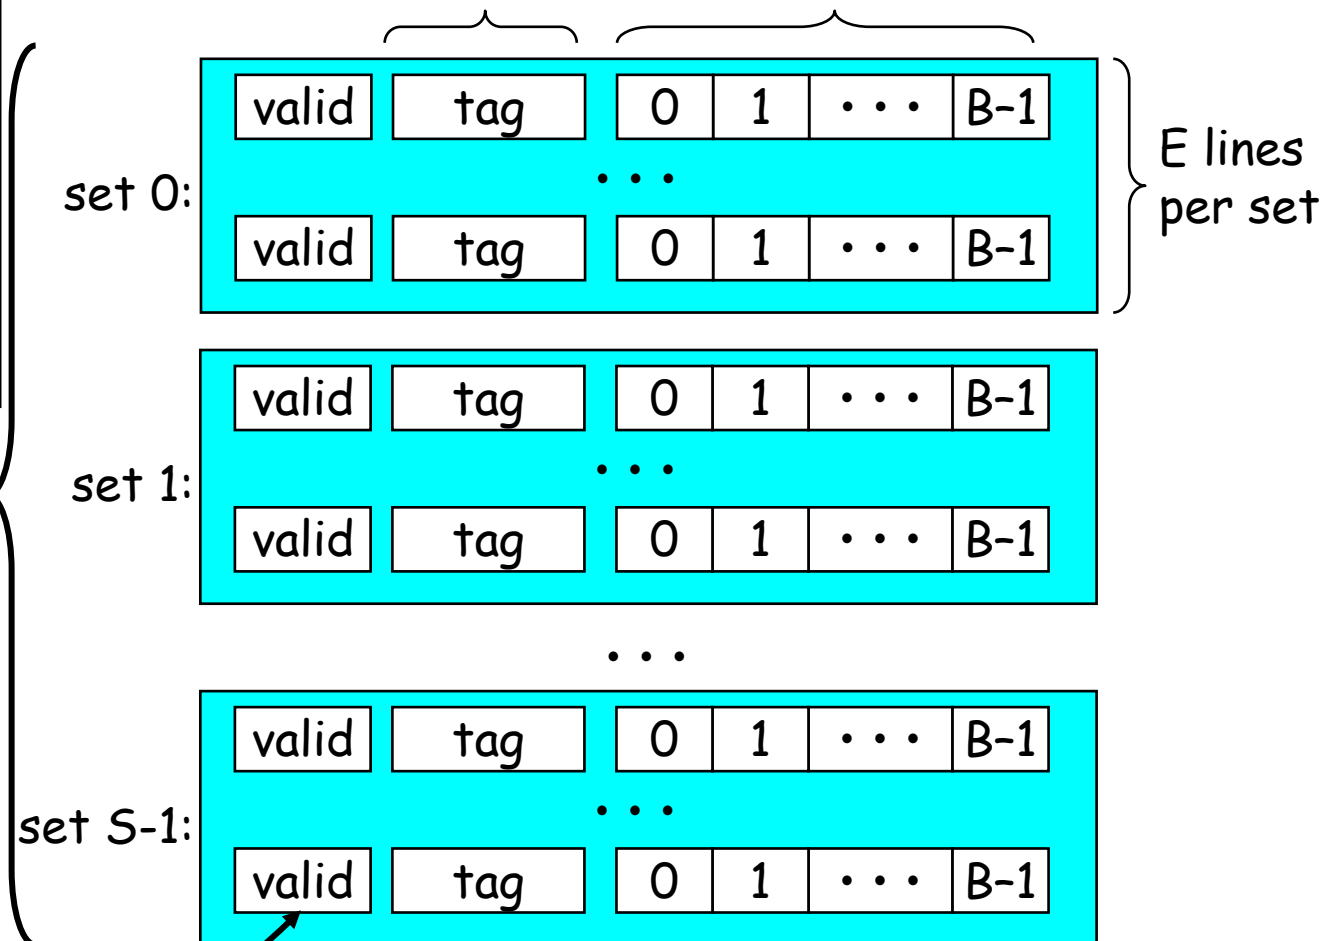 valid tag 0 1 • • • B-1
• • •
set 0:
valid tag 0 1 • • • B-1
E lines
per set
valid tag 0 1 • • • B-1
• • •
set 1:
valid tag 0 1 • • • B-1
• • •
valid tag 0 1 • • • B-1
• • •
set S-1:
valid tag 0 1 • • • B-1